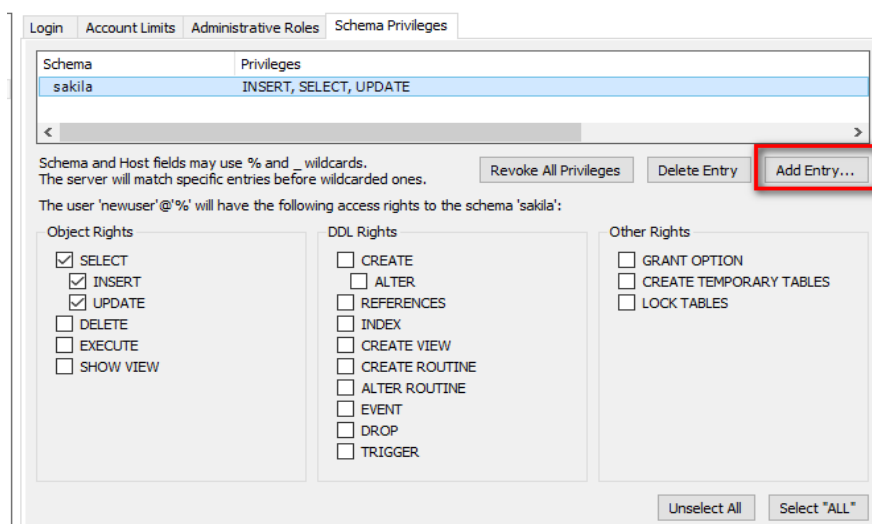 Login Account Limits Administrative Roles Schema Privileges
Schema Privileges
sakila INSERT, SELECT, UPDATE
Schema and Host fields may use % and _ wildcards.
The server will match specific entries before wildcarded ones.
Revoke All Privileges Delete Entry Add Entry...
The user 'newuser'@'%' will have the following access rights to the schema 'sakila':
Object Rights
SELECT
INSERT
UPDATE
DELETE
EXECUTE
SHOW VIEW
DDL Rights
CREATE
ALTER
REFERENCES
INDEX
CREATE VIEW
CREATE ROUTINE
ALTER ROUTINE
EVENT
DROP
TRIGGER
Other Rights
GRANT OPTION
CREATE TEMPORARY TABLES
LOCK TABLES
Unselect All Select "ALL"